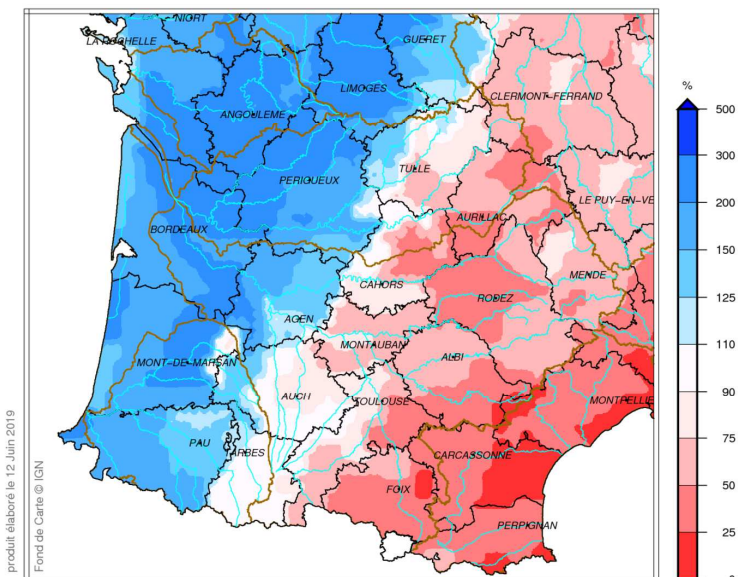 NIORT
LA ROCHELLE
GUERET
LIMOGES
CLERMONT-FERRAND
ANGOULEME
TULLE
PERIGUEUX
LE PUY-EN-VE
AURILLAC
BORDEAUX
MENDE
CAHORS
RODEZ
AGEN
MONTAUBAN
ALBI
MONT-DE-MARSAN
AUCH
TOULOUSE
MONTPELLIE
PAU
TARBES
CARCASSONNE
FOIX
PERPIGNAN
%
500
300
200
150
110
90
75
50
25
produit élaboré le 12 Juin 2019
Fond de Carte © IGN